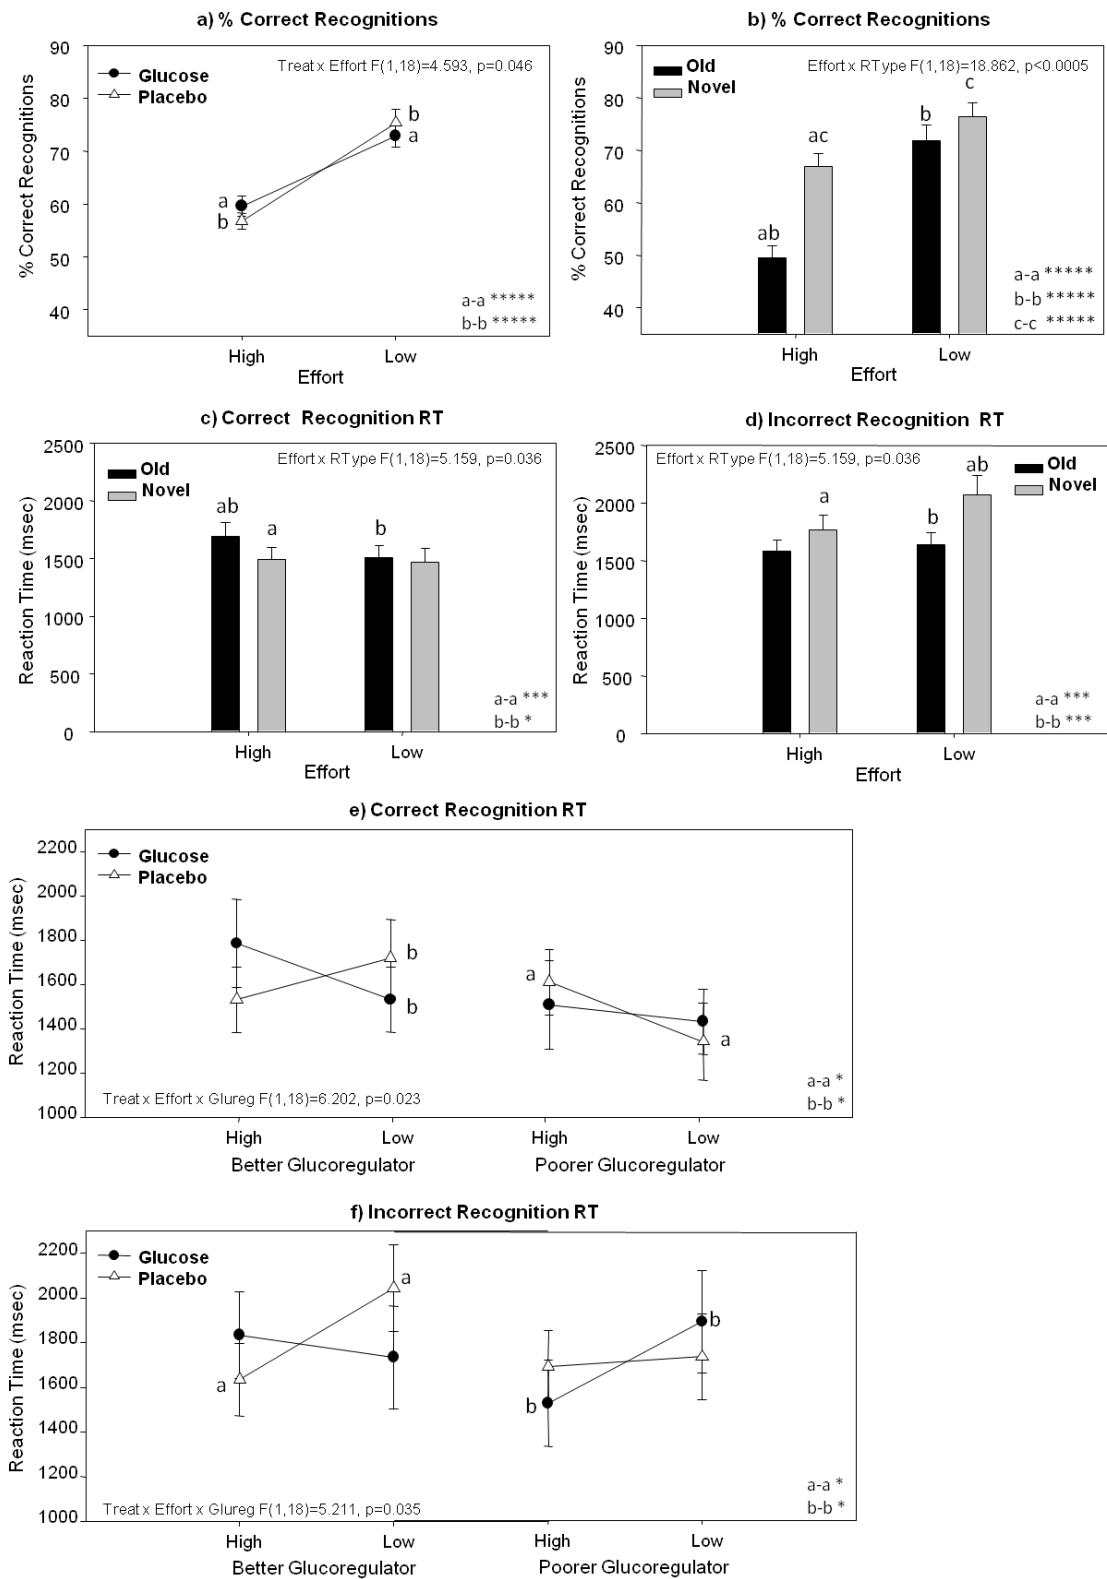 a) % Correct Recognitions
90
80
70
60
50
40
% Correct Recognitions
Glucose
Placebo
Treat x Effort F(1,18)=4.593, p=0.046
a
b
b
a
a-a *****
b-b *****
High
Low
Effort
b) % Correct Recognitions
90
80
70
60
50
40
% Correct Recognitions
Old
Novel
Effort x RType F(1,18)=18.862, p<0.0005
ab
ac
b
c
a-a *****
b-b *****
c-c *****
High
Low
Effort
c) Correct Recognition RT
2500
2000
1500
1000
500
0
Reaction Time (msec)
Effort x RType F(1,18)=5.159, p=0.036
Old
Novel
ab
a
b
a-a ***
b-b *
High
Low
Effort
d) Incorrect Recognition RT
2500
2000
1500
1000
500
0
Reaction Time (msec)
Effort x RType F(1,18)=5.159, p=0.036
Old
Novel
a
b
ab
a-a ***
b-b ***
High
Low
Effort
e) Correct Recognition RT
2200
2000
1800
1600
1400
1200
1000
Reaction Time (msec)
Glucose
Placebo
b
b
a
a
Treat x Effort x Glureg F(1,18)=6.202, p=0.023
a-a *
b-b *
High
Low
High
Low
Better Glucoregulator
Poorer Glucoregulator
f) Incorrect Recognition RT
2200
2000
1800
1600
1400
1200
1000
Reaction Time (msec)
Glucose
Placebo
a
a
b
b
Treat x Effort x Glureg F(1,18)=5.211, p=0.035
a-a *
b-b *
High
Low
High
Low
Better Glucoregulator
Poorer Glucoregulator